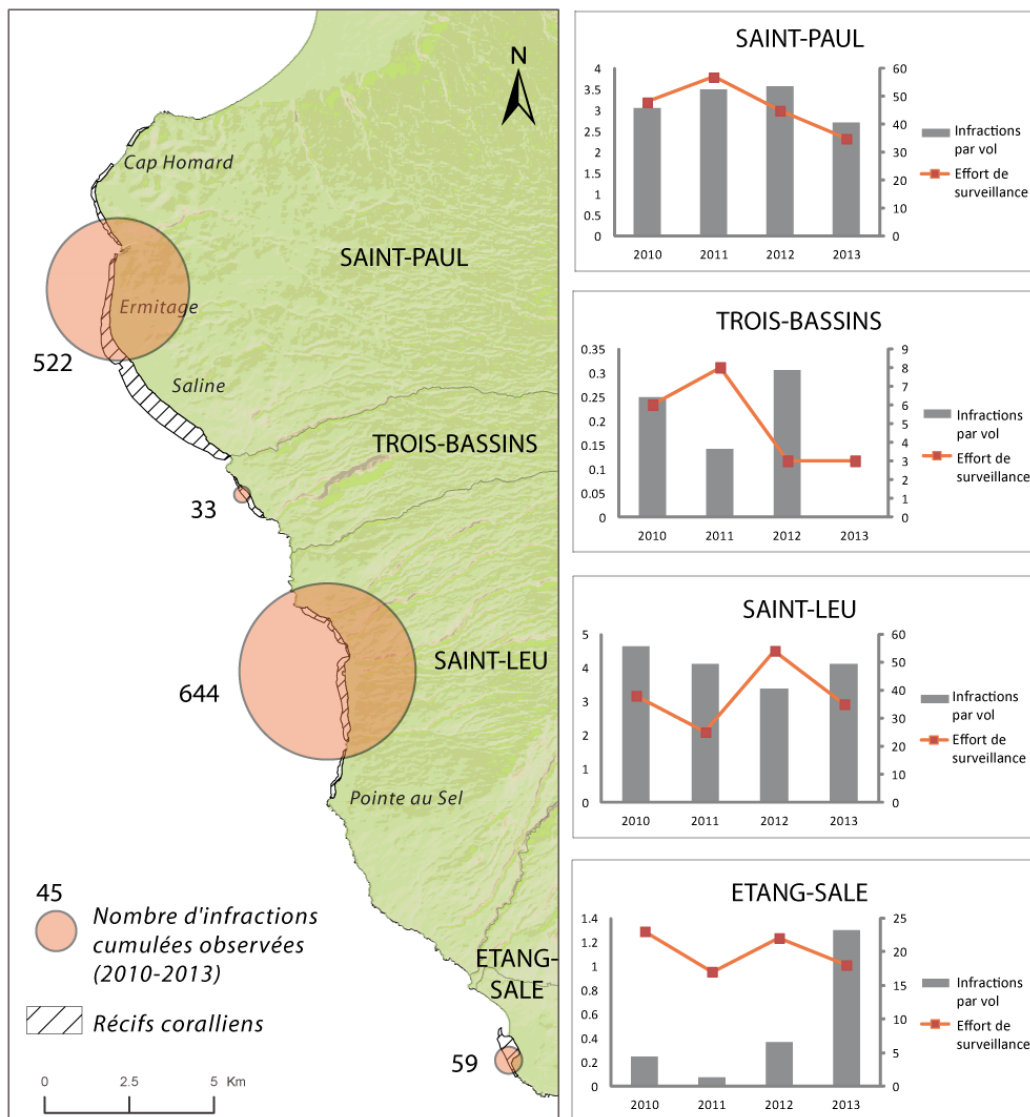 N
Cap Homard
SAINT-PAUL
Ermitage
522
Saline
TROIS-BASSINS
33
SAINT-LEU
644
Pointe au Sel
45
Nombre d'infractions
cumulées observées
(2010-2013)
ETANG-
SALE
Récifs coralliens
59
0 2.5 5 Km
SAINT-PAUL
4
3.5
3
2.5
2
1.5
1
0.5
0
60
50
40
30
20
10
0
2010 2011 2012 2013
Infractions
par vol
Effort de
surveillance
TROIS-BASSINS
0.35
0.3
0.25
0.2
0.15
0.1
0.05
0
9
8
7
6
5
4
3
2
1
0
2010 2011 2012 2013
Infractions
par vol
Effort de
surveillance
SAINT-LEU
5
4
3
2
1
0
60
50
40
30
20
10
0
2010 2011 2012 2013
Infractions
par vol
Effort de
surveillance
ETANG-SALE
1.4
1.2
1
0.8
0.6
0.4
0.2
0
25
20
15
10
5
0
2010 2011 2012 2013
Infractions
par vol
Effort de
surveillance